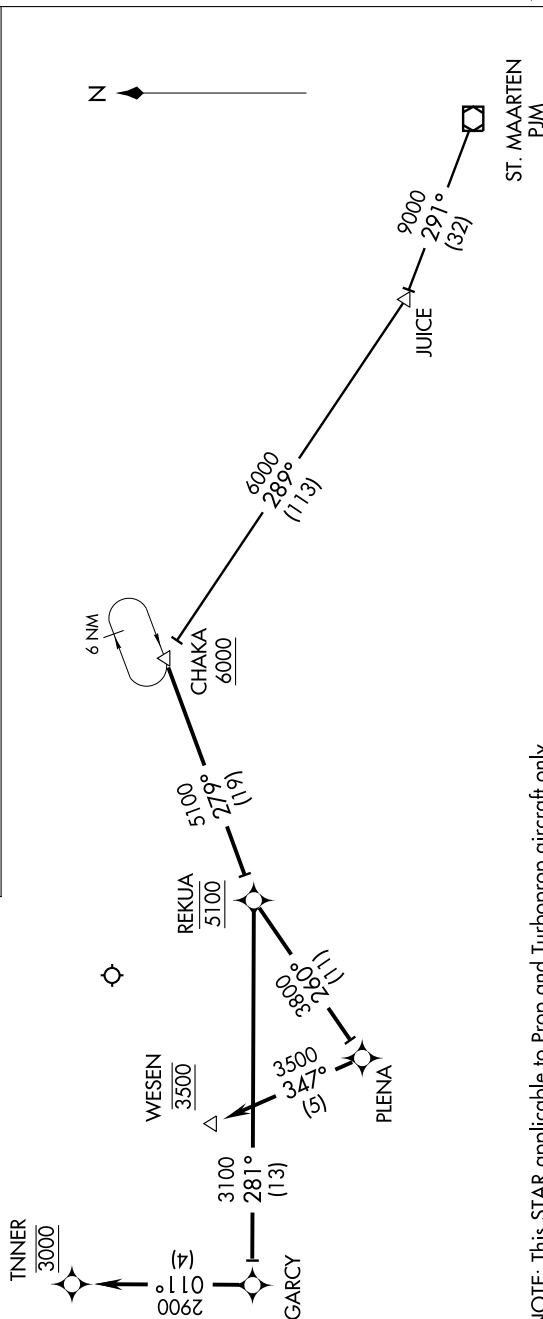 N
ST. MAARTEN
PJM
9000
291°
(32)
JUICE
6000
289°
(113)
6 NM
CHAKA
6000
5100
279°
(19)
REKUA
5100
3800
260°
(11)
PLENA
3500
347°
(5)
WESEN
3500
3100
281°
(13)
GARCY
2900
011°
(4)
TNNER
3000
NOTE: This STAR applicable to Prop and Turboprop aircraft only